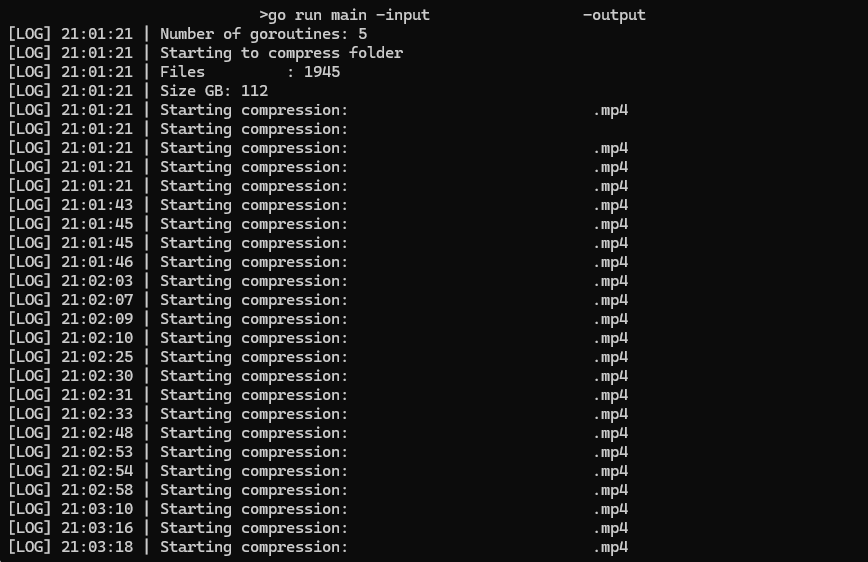 >go run main -input -output
[LOG] 21:01:21 | Number of goroutines: 5
[LOG] 21:01:21 | Starting to compress folder
[LOG] 21:01:21 | Files : 1945
[LOG] 21:01:21 | Size GB: 112
[LOG] 21:01:21 | Starting compression: .mp4
[LOG] 21:01:21 | Starting compression:
[LOG] 21:01:21 | Starting compression: .mp4
[LOG] 21:01:21 | Starting compression: .mp4
[LOG] 21:01:21 | Starting compression: .mp4
[LOG] 21:01:43 | Starting compression: .mp4
[LOG] 21:01:45 | Starting compression: .mp4
[LOG] 21:01:45 | Starting compression: .mp4
[LOG] 21:01:46 | Starting compression: .mp4
[LOG] 21:02:03 | Starting compression: .mp4
[LOG] 21:02:07 | Starting compression: .mp4
[LOG] 21:02:09 | Starting compression: .mp4
[LOG] 21:02:10 | Starting compression: .mp4
[LOG] 21:02:25 | Starting compression: .mp4
[LOG] 21:02:30 | Starting compression: .mp4
[LOG] 21:02:31 | Starting compression: .mp4
[LOG] 21:02:33 | Starting compression: .mp4
[LOG] 21:02:48 | Starting compression: .mp4
[LOG] 21:02:53 | Starting compression: .mp4
[LOG] 21:02:54 | Starting compression: .mp4
[LOG] 21:02:58 | Starting compression: .mp4
[LOG] 21:03:10 | Starting compression: .mp4
[LOG] 21:03:16 | Starting compression: .mp4
[LOG] 21:03:18 | Starting compression: .mp4